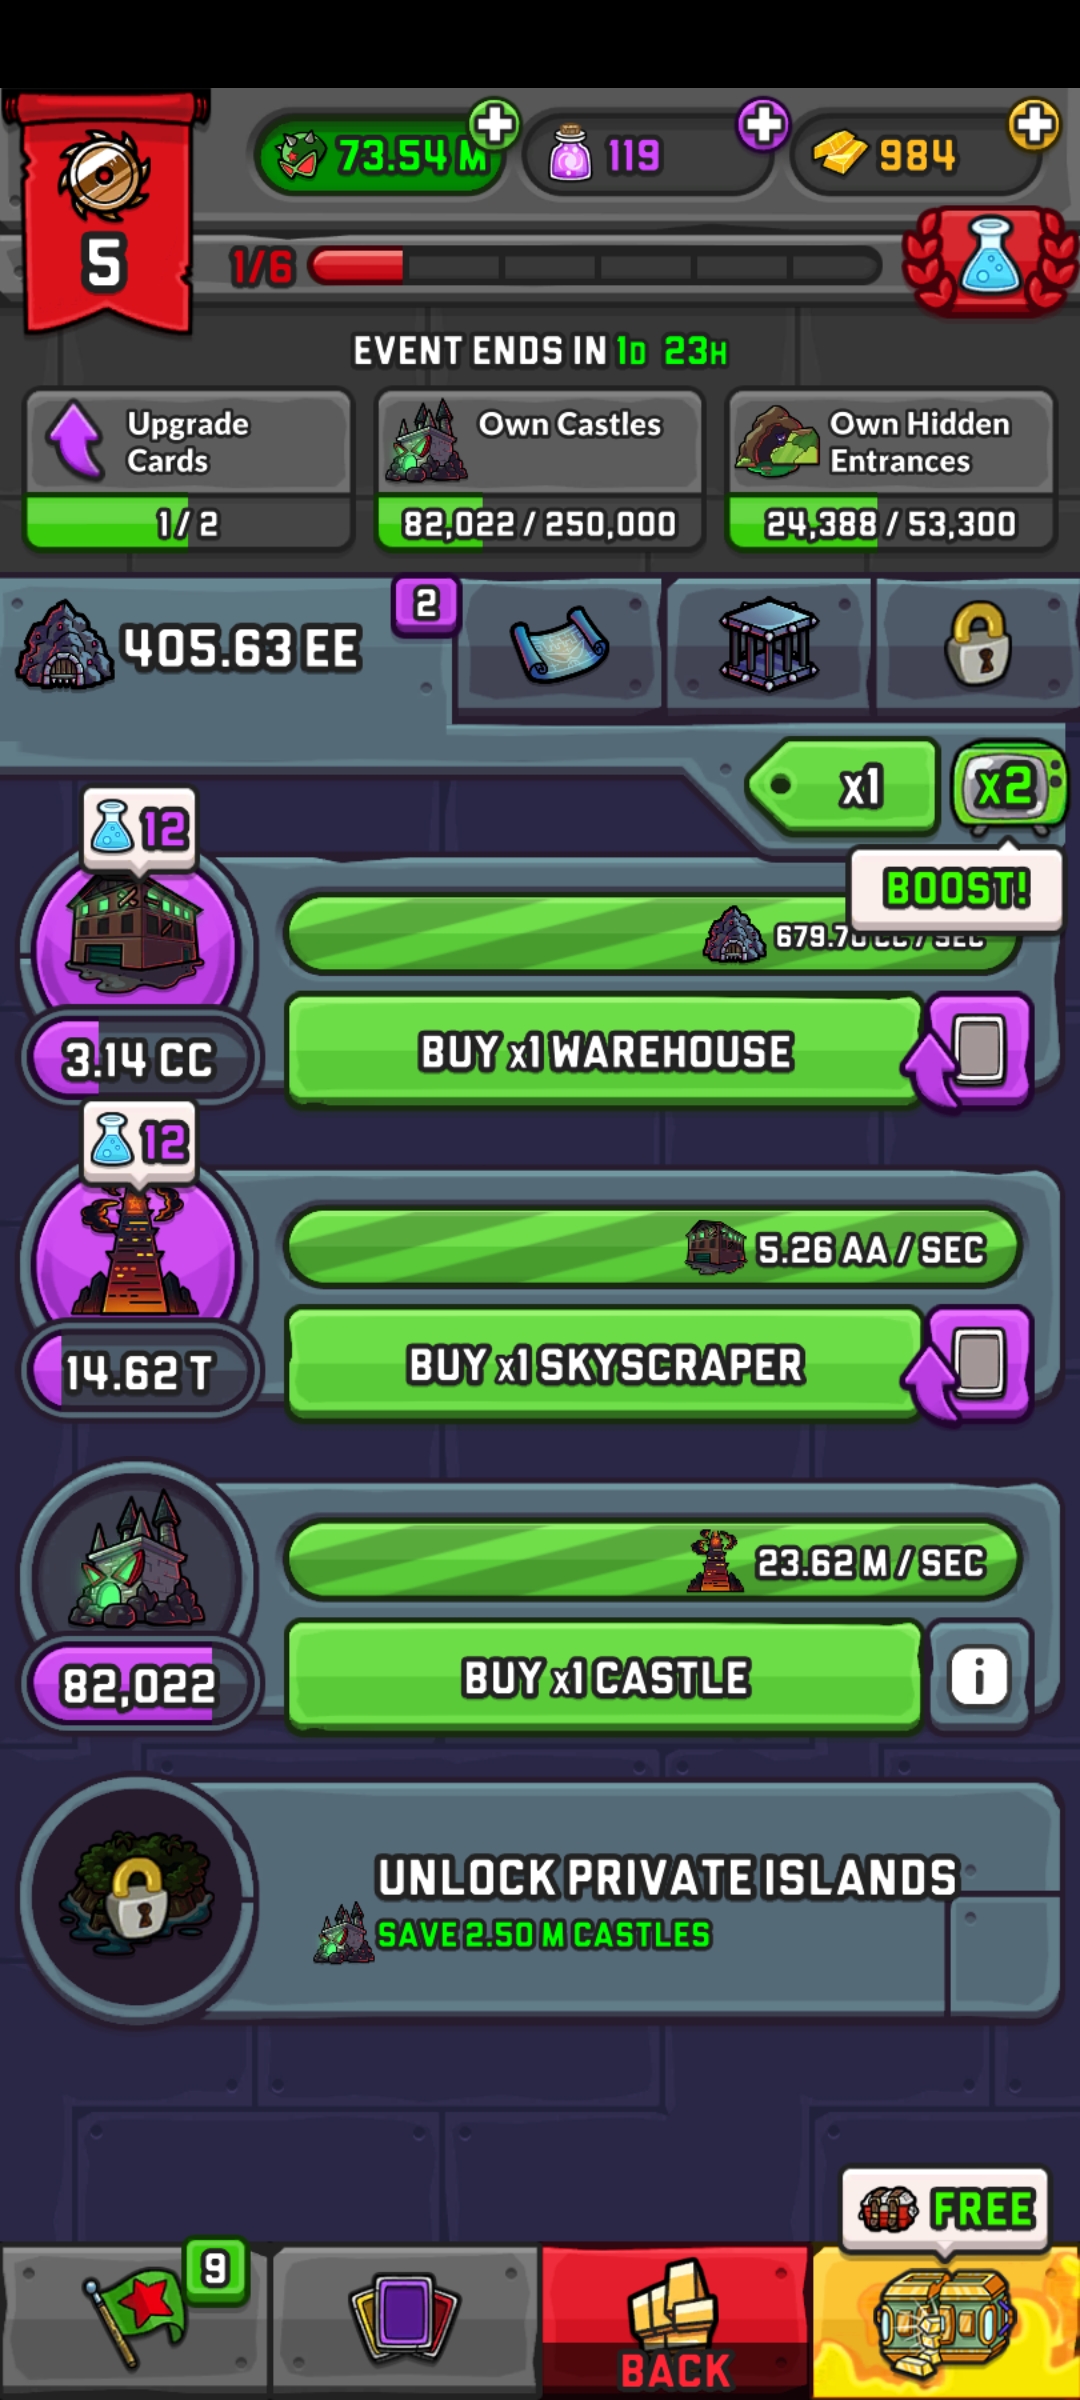 73.54 M
119
984
5
1/6
EVENT ENDS IN 1D 23H
Upgrade
Cards
1 / 2
Own Castles
82,022 / 250,000
Own Hidden
Entrances
24,388 / 53,300
405.63 EE
2
x1
x2
BOOST!
12
679.70 CC / SEC
3.14 CC
BUY x1 WAREHOUSE
12
5.26 AA / SEC
14.62 T
BUY x1 SKYSCRAPER
23.62 M / SEC
82,022
BUY x1 CASTLE
i
UNLOCK PRIVATE ISLANDS
SAVE 2.50 M CASTLES
FREE
9
BACK